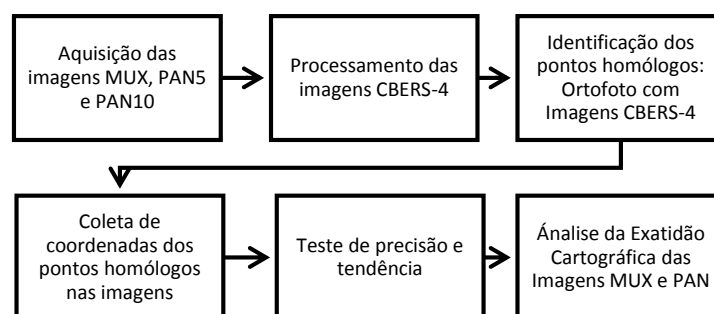 Aquisição das
imagens MUX, PAN5
e PAN10
Processamento das
imagens CBERS-4
Identificação dos
pontos homólogos:
Ortofoto com
Imagens CBERS-4
Coleta de
coordenadas dos
pontos homólogos
nas imagens
Teste de precisão e
tendência
Ánalise da Exatidão
Cartográfica das
Imagens MUX e PAN